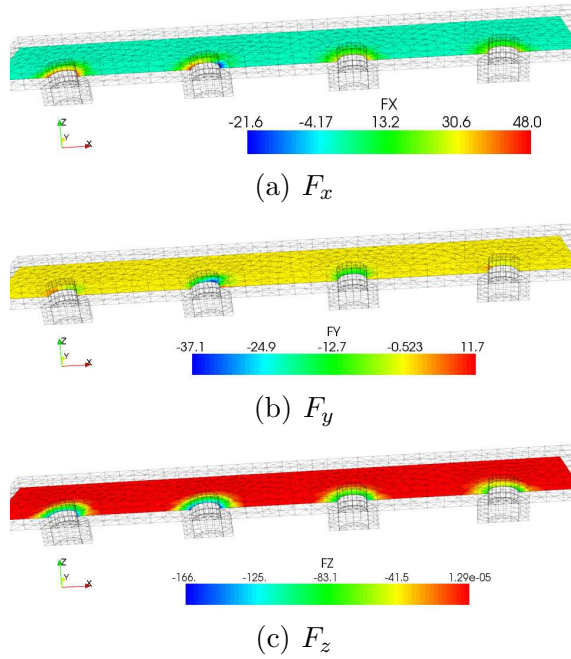 Z
Y
X
FX
-21.6 -4.17 13.2 30.6 48.0
(a) Fx
Z
Y
X
FY
-37.1 -24.9 -12.7 -0.523 11.7
(b) Fy
Z
Y
X
FZ
-166. -125. -83.1 -41.5 1.29e-05
(c) Fz